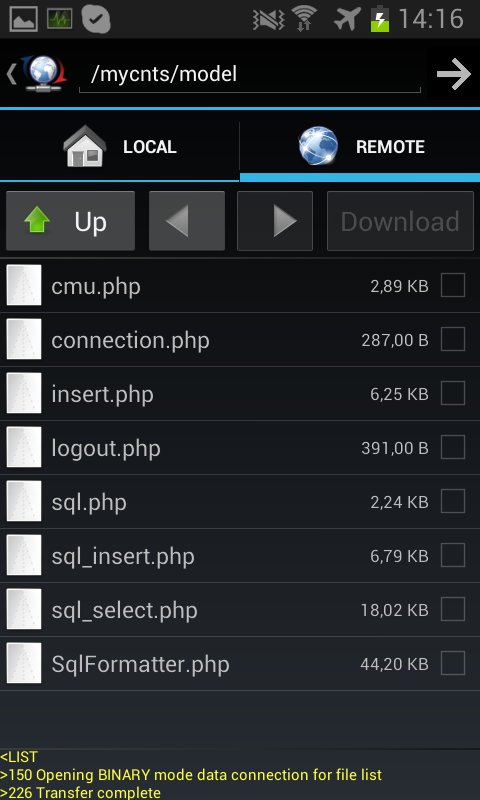 14:16
/mycnts/model
LOCAL
REMOTE
Up
Download
cmu.php 2,89 KB
connection.php 287,00 B
insert.php 6,25 KB
logout.php 391,00 B
sql.php 2,24 KB
sql_insert.php 6,79 KB
sql_select.php 18,02 KB
SqlFormatter.php 44,20 KB
<LIST
>150 Opening BINARY mode data connection for file list
>226 Transfer complete